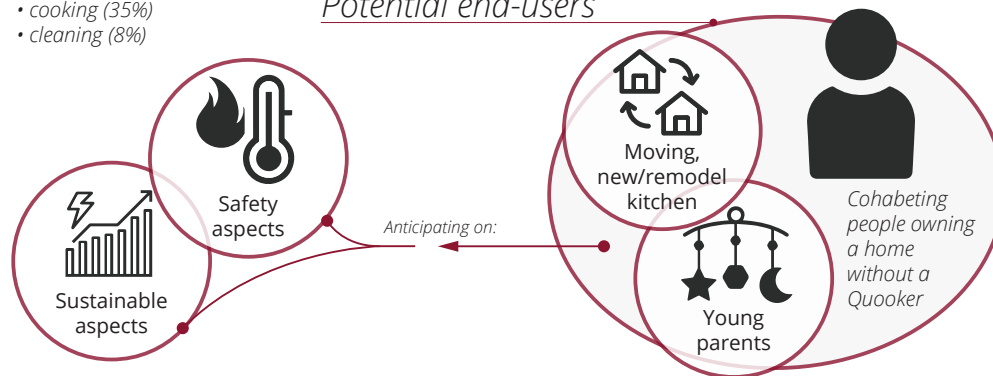 • cooking (35%)
• cleaning (8%)
Potential end-users
Safety
aspects
Sustainable
aspects
Anticipating on:
Moving,
new/remodel
kitchen
Young
parents
Cohabeting
people owning
a home
without a
Quooker